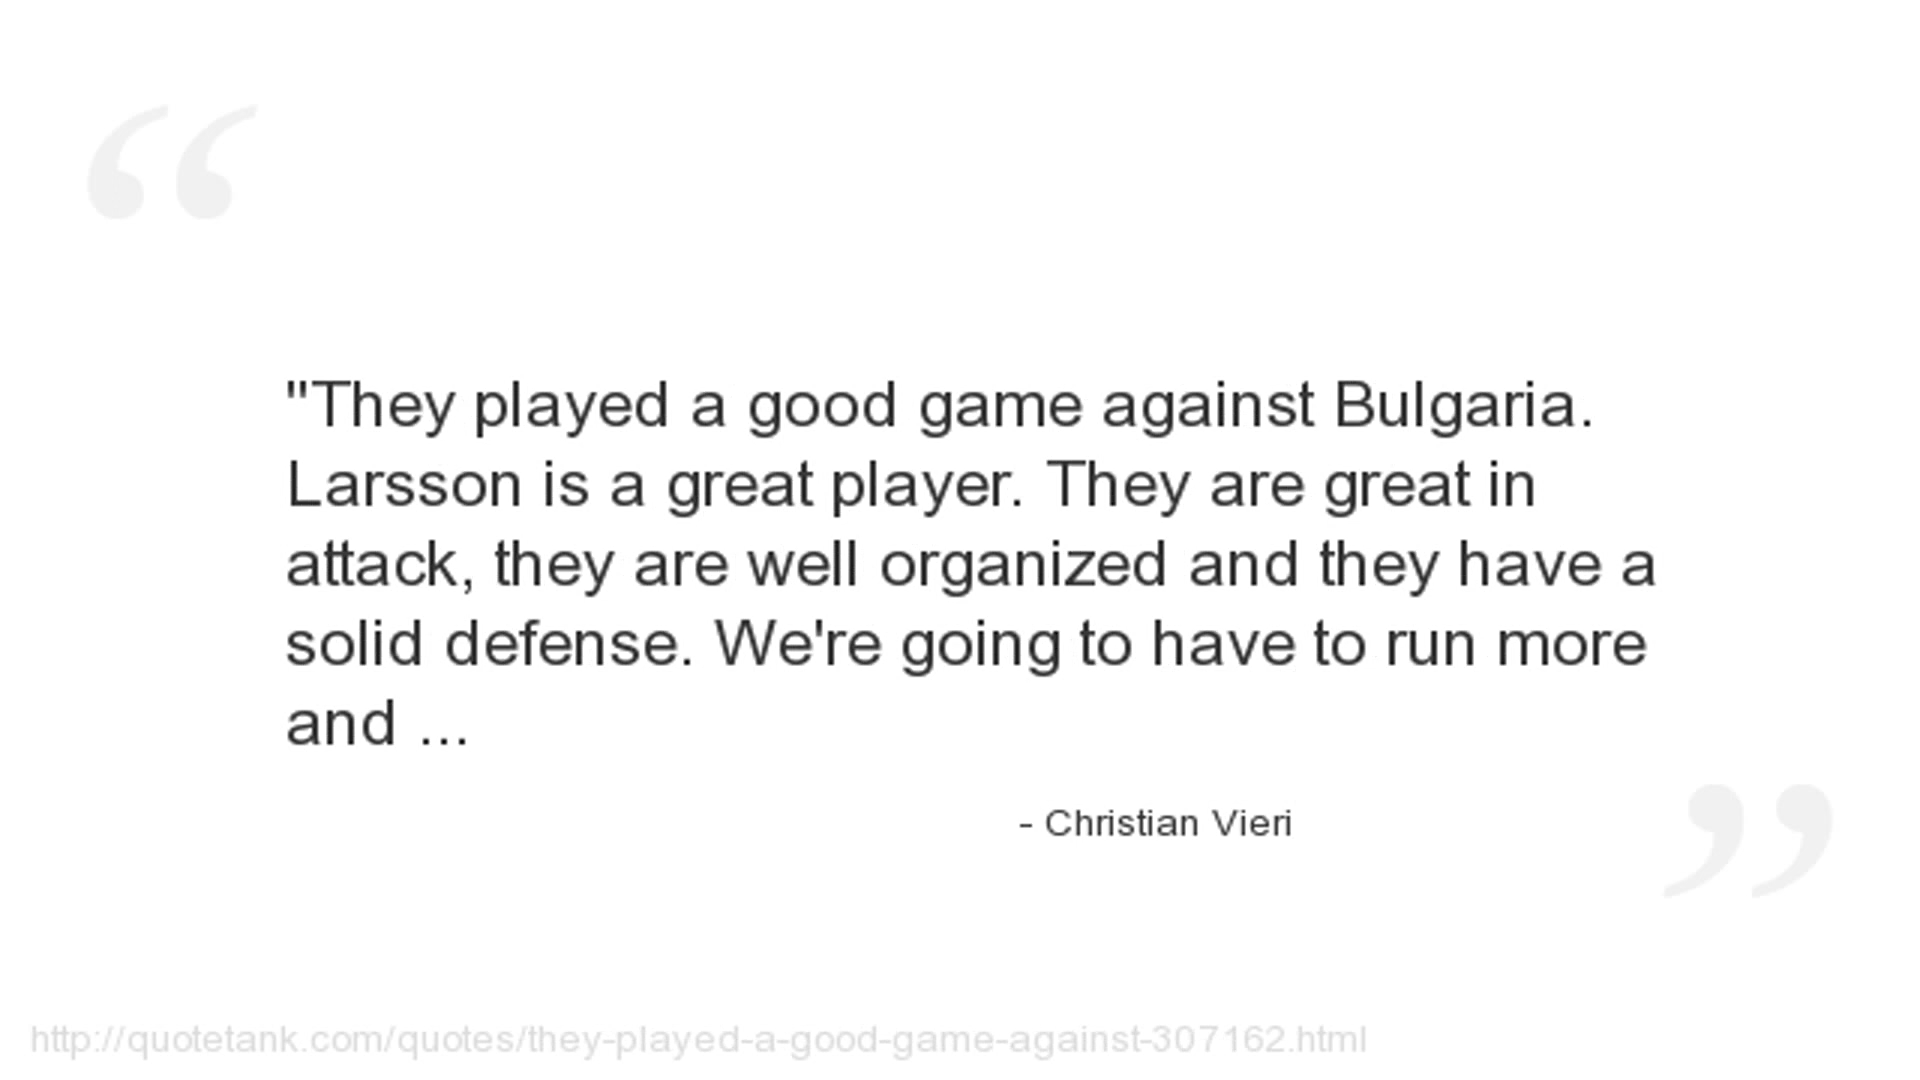 “
"They played a good game against Bulgaria.
Larsson is a great player. They are great in
attack, they are well organized and they have a
solid defense. We're going to have to run more
and ...
- Christian Vieri
”
http://quotetank.com/quotes/they-played-a-good-game-against-307162.html